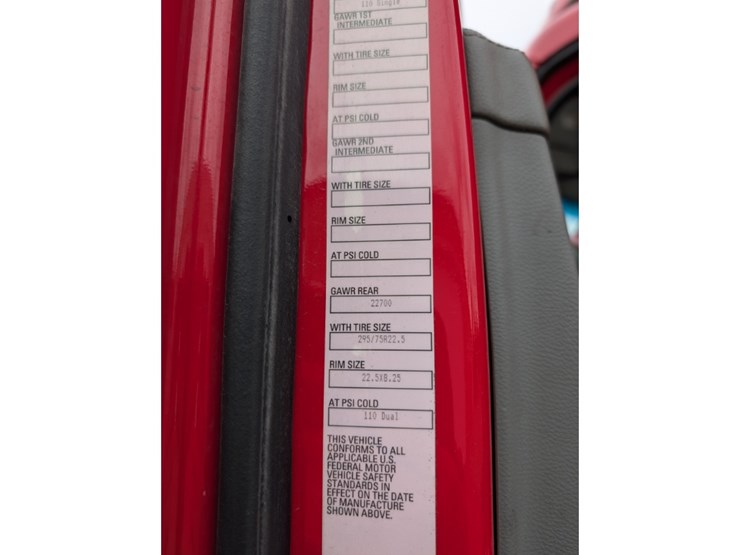 110 Single
GAWR 1ST
INTERMEDIATE
WITH TIRE SIZE
RIM SIZE
AT PSI COLD
GAWR 2ND
INTERMEDIATE
WITH TIRE SIZE
RIM SIZE
AT PSI COLD
GAWR REAR
22700
WITH TIRE SIZE
295/75R22.5
RIM SIZE
22.5X8.25
AT PSI COLD
110 Dual
THIS VEHICLE
CONFORMS TO ALL
APPLICABLE U.S.
FEDERAL MOTOR
VEHICLE SAFETY
STANDARDS IN
EFFECT ON THE DATE
OF MANUFACTURE
SHOWN ABOVE.